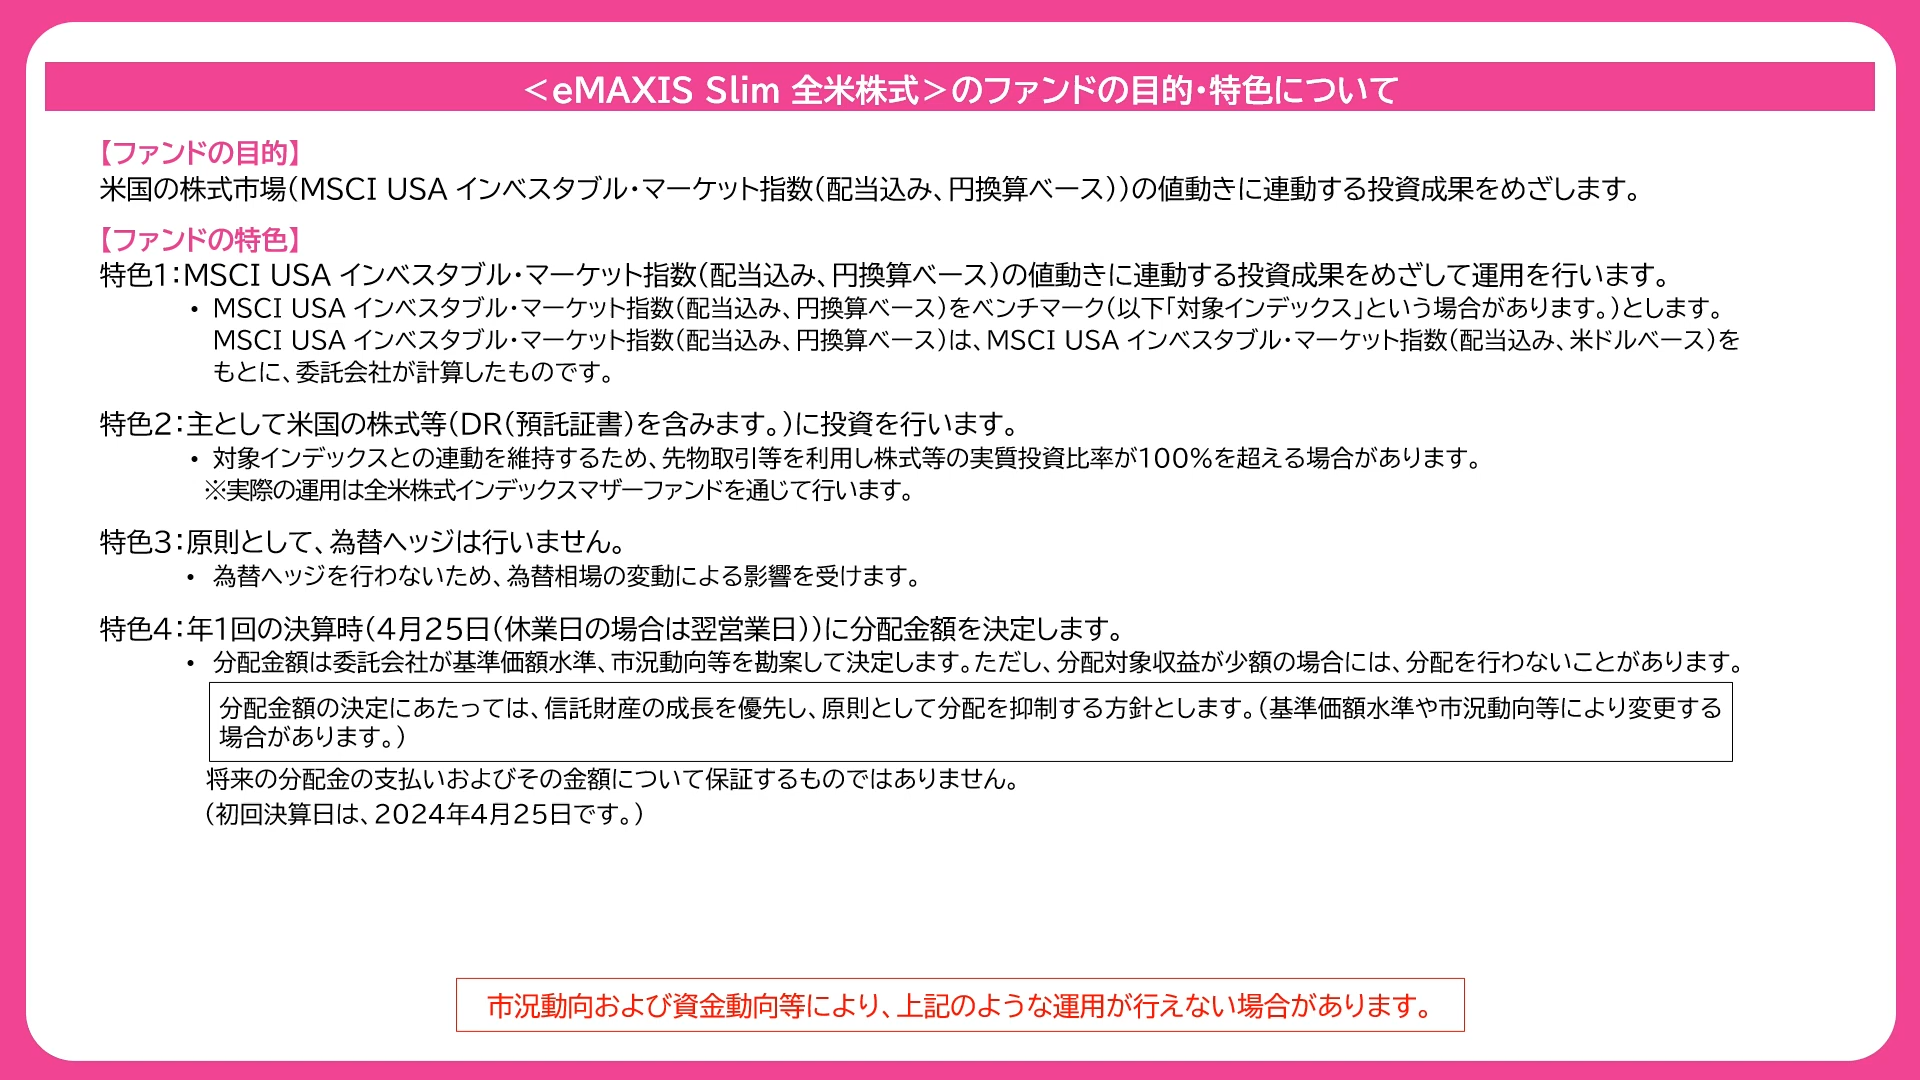 ＜eMAXIS Slim 全米株式＞のファンドの目的・特色について
【ファンドの目的】
米国の株式市場（MSCI USA インベスタブル・マーケット指数（配当込み、円換算ベース））の値動きに連動する投資成果をめざします。
【ファンドの特色】
特色1：MSCI USA インベスタブル・マーケット指数（配当込み、円換算ベース）の値動きに連動する投資成果をめざして運用を行います。
• MSCI USA インベスタブル・マーケット指数（配当込み、円換算ベース）をベンチマーク（以下「対象インデックス」という場合があります。）とします。
MSCI USA インベスタブル・マーケット指数（配当込み、円換算ベース）は、MSCI USA インベスタブル・マーケット指数（配当込み、米ドルベース）を
もとに、委託会社が計算したものです。
特色2：主として米国の株式等（DR（預託証書）を含みます。）に投資を行います。
• 対象インデックスとの連動を維持するため、先物取引等を利用し株式等の実質投資比率が100%を超える場合があります。
※実際の運用は全米株式インデックスマザーファンドを通じて行います。
特色3：原則として、為替ヘッジは行いません。
• 為替ヘッジを行わないため、為替相場の変動による影響を受けます。
特色4：年1回の決算時（4月25日（休業日の場合は翌営業日））に分配金額を決定します。
• 分配金額は委託会社が基準価額水準、市況動向等を勘案して決定します。ただし、分配対象収益が少額の場合には、分配を行わないことがあります。
分配金額の決定にあたっては、信託財産の成長を優先し、原則として分配を抑制する方針とします。（基準価額水準や市況動向等により変更する
場合があります。）
将来の分配金の支払いおよびその金額について保証するものではありません。
（初回決算日は、2024年4月25日です。）
市況動向および資金動向等により、上記のような運用が行えない場合があります。